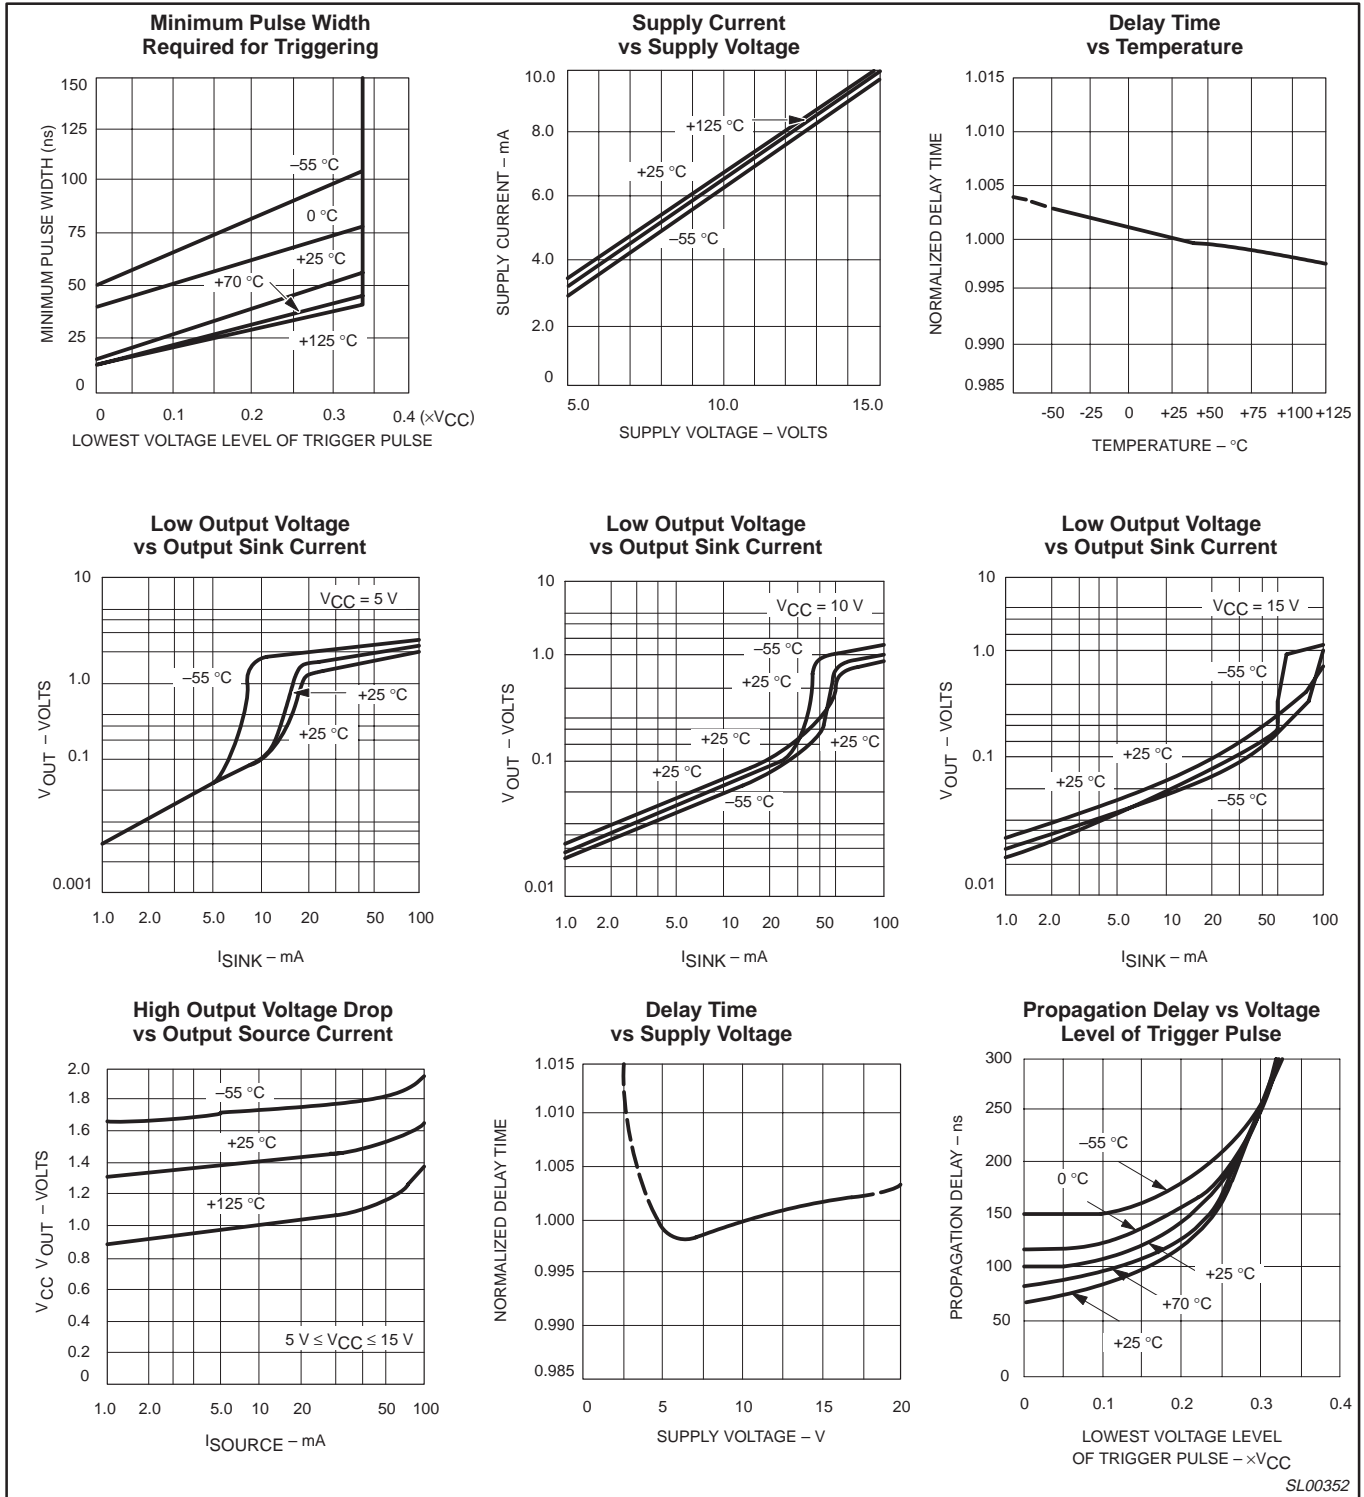 Minimum Pulse Width
Required for Triggering
150
125
100
75
50
25
0
MINIMUM PULSE WIDTH (ns)
–55 °C
0 °C
+25 °C
+70 °C
+125 °C
0 0.1 0.2 0.3 0.4 (×VCC)
LOWEST VOLTAGE LEVEL OF TRIGGER PULSE
Supply Current
vs Supply Voltage
10.0
8.0
6.0
4.0
2.0
0
SUPPLY CURRENT – mA
+125 °C
+25 °C
–55 °C
5.0 10.0 15.0
SUPPLY VOLTAGE – VOLTS
Delay Time
vs Temperature
1.015
1.010
1.005
1.000
0.995
0.990
0.985
NORMALIZED DELAY TIME
-50 -25 0 +25 +50 +75 +100 +125
TEMPERATURE – °C
Low Output Voltage
vs Output Sink Current
10
1.0
0.1
0.001
VOUT – VOLTS
VCC = 5 V
–55 °C
+25 °C
+25 °C
1.0 2.0 5.0 10 20 50 100
ISINK – mA
Low Output Voltage
vs Output Sink Current
10
1.0
0.1
0.01
VOUT – VOLTS
VCC = 10 V
–55 °C
+25 °C
+25 °C
+25 °C
+25 °C
–55 °C
1.0 2.0 5.0 10 20 50 100
ISINK – mA
Low Output Voltage
vs Output Sink Current
10
1.0
0.1
0.01
VOUT – VOLTS
VCC = 15 V
–55 °C
+25 °C
+25 °C
–55 °C
1.0 2.0 5.0 10 20 50 100
ISINK – mA
High Output Voltage Drop
vs Output Source Current
2.0
1.8
1.6
1.4
1.2
1.0
0.8
0.6
0.4
0.2
0
VCC VOUT – VOLTS
–55 °C
+25 °C
+125 °C
5 V ≤ VCC ≤ 15 V
1.0 2.0 5.0 10 20 50 100
ISOURCE – mA
Delay Time
vs Supply Voltage
1.015
1.010
1.005
1.000
0.995
0.990
0.985
NORMALIZED DELAY TIME
0 5 10 15 20
SUPPLY VOLTAGE – V
Propagation Delay vs Voltage
Level of Trigger Pulse
300
250
200
150
100
50
0
PROPAGATION DELAY – ns
–55 °C
0 °C
+25 °C
+70 °C
+25 °C
0 0.1 0.2 0.3 0.4
LOWEST VOLTAGE LEVEL
OF TRIGGER PULSE – ×VCC
SL00352